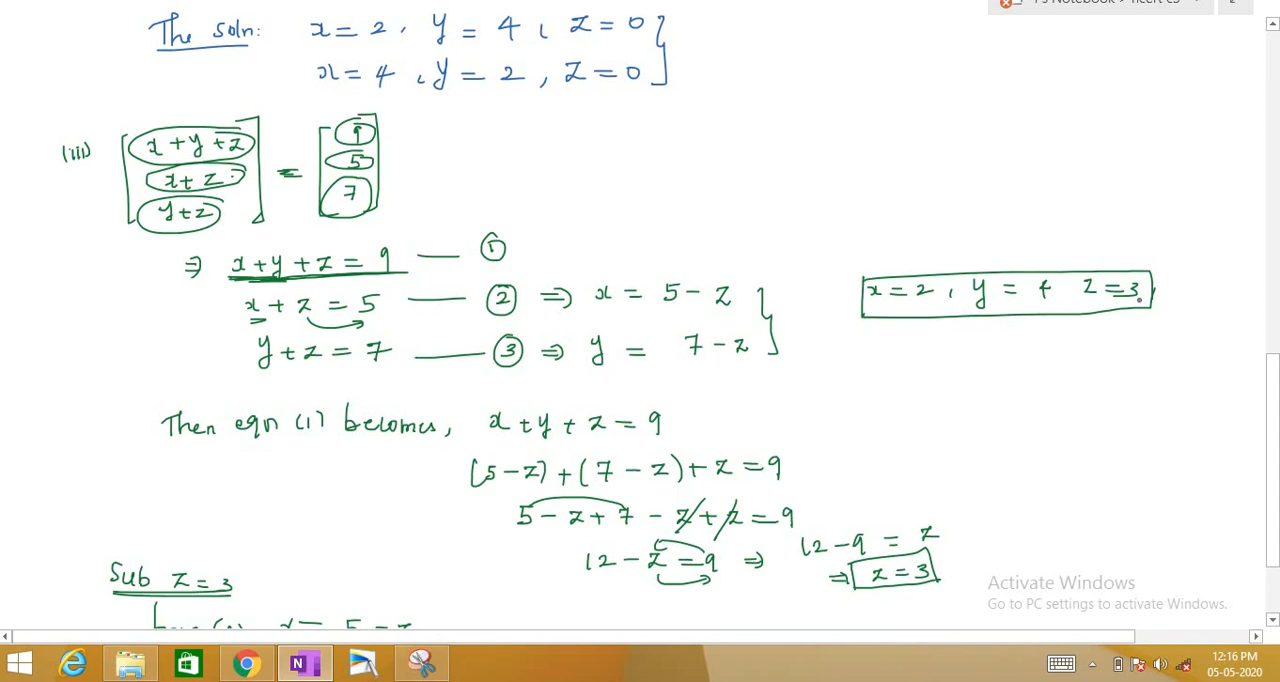 The soln: x = 2, y = 4, z = 0
x = 4, y = 2, z = 0
(iii) [x+y+z x+z y+z] = [9 5 7]
⇒ x+y+z = 9 — ①
x + z = 5 — ② ⇒ x = 5 - z
y + z = 7 — ③ ⇒ y = 7 - z
x = 2, y = 4 z = 3
Then eqn (1) becomes, x + y + z = 9
(5-z) + (7-z) + z = 9
5 - z + 7 - z + z = 9
12 - z = 9 ⇒ 12 - 9 = z
⇒ z = 3
Sub z = 3
Activate Windows
Go to PC settings to activate Windows.
12:16 PM
05-05-2020